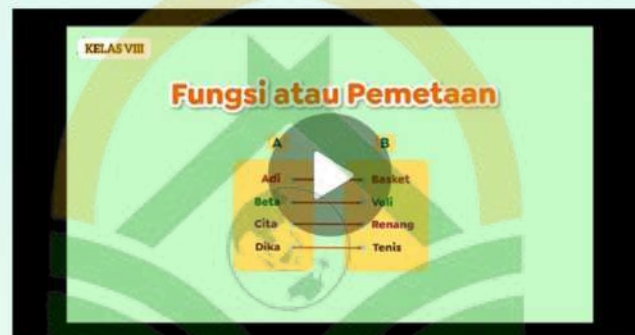 KELAS VIII
Fungsi atau Pemetaan
A B
Adi Basket
Beta Voli
Cita Renang
Dika Tenis